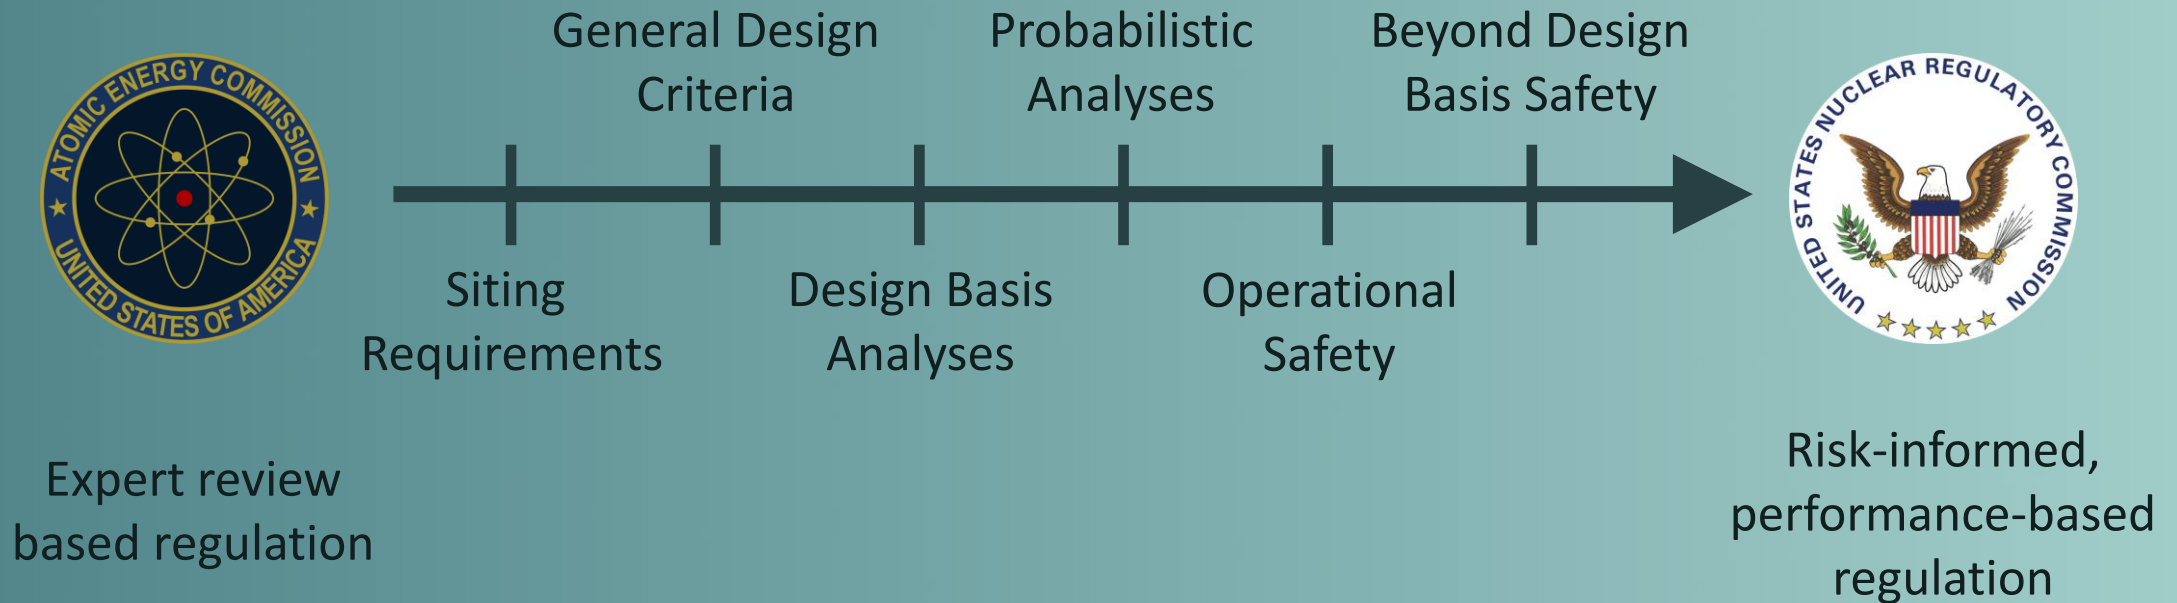 ATOMIC ENERGY COMMISSION
UNITED STATES OF AMERICA
General Design
Criteria
Probabilistic
Analyses
Beyond Design
Basis Safety
UNITED STATES NUCLEAR REGULATORY COMMISSION
Siting
Requirements
Design Basis
Analyses
Operational
Safety
Expert review
based regulation
Risk-informed,
performance-based
regulation